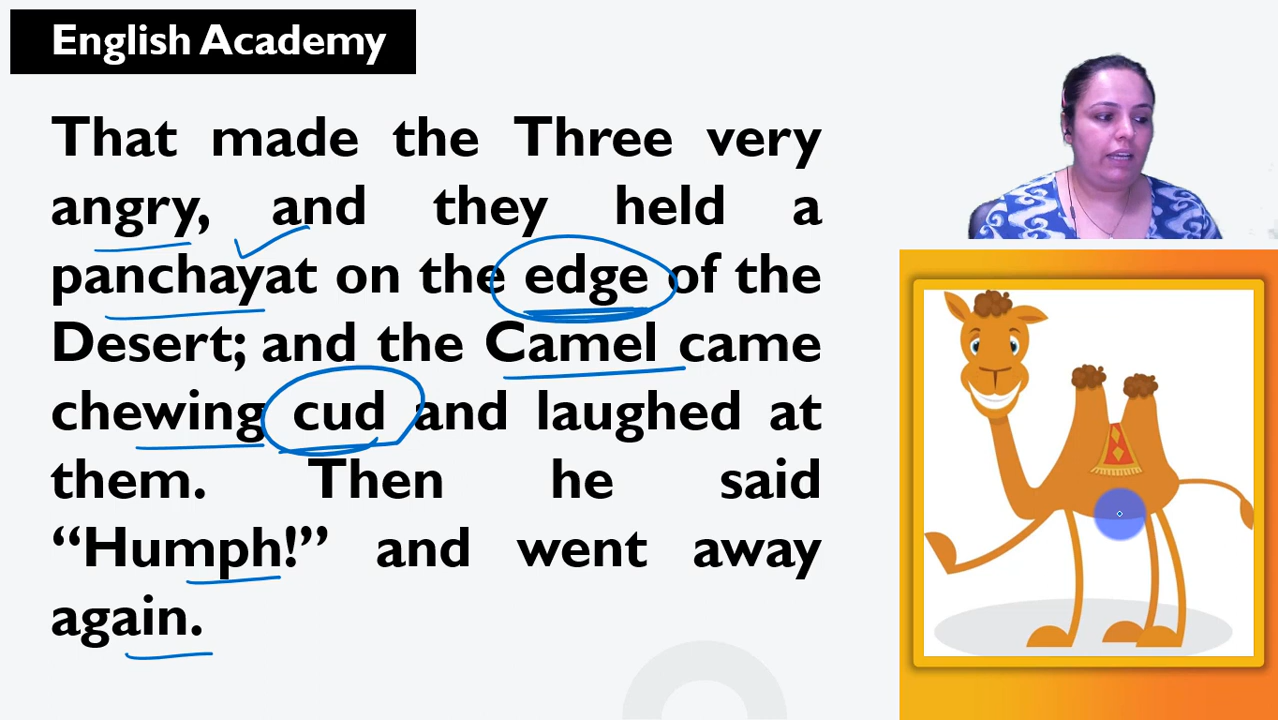 English Academy
That made the Three very
angry, and they held a
panchayat on the edge of the
Desert; and the Camel came
chewing cud and laughed at
them. Then he said
“Humph!” and went away
again.